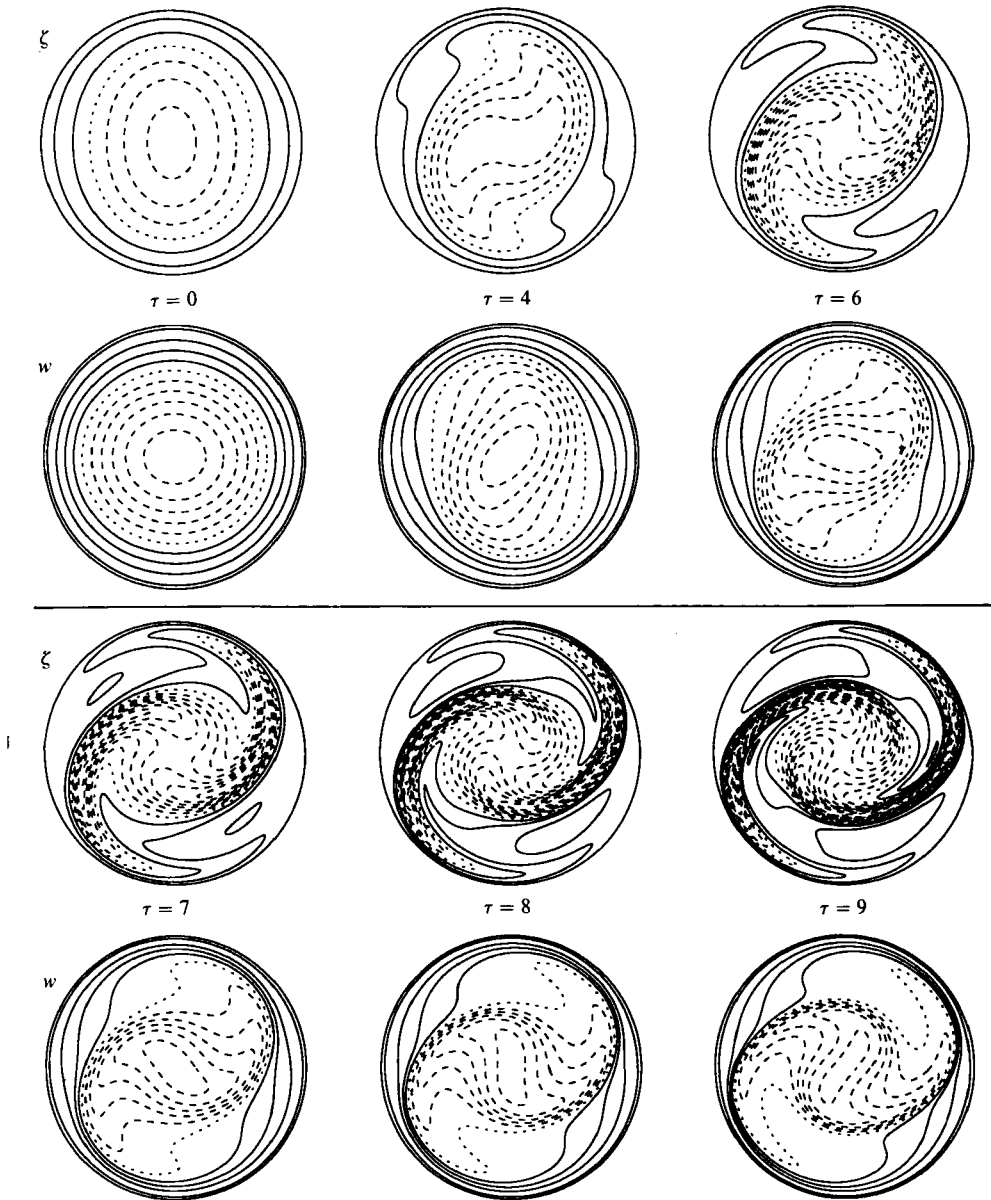 ζ
τ = 0 τ = 4 τ = 6
w
ζ
τ = 7 τ = 8 τ = 9
w